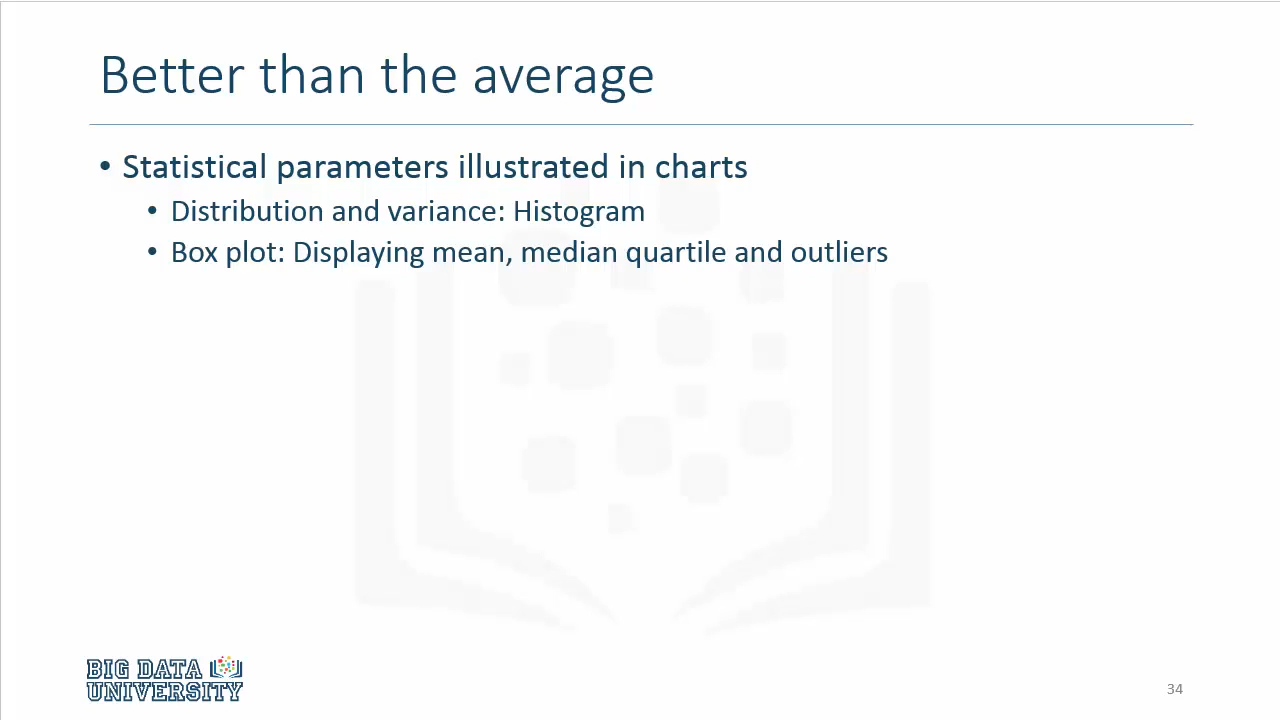 Better than the average
• Statistical parameters illustrated in charts
• Distribution and variance: Histogram
• Box plot: Displaying mean, median quartile and outliers
BIG DATA
UNIVERSITY
34